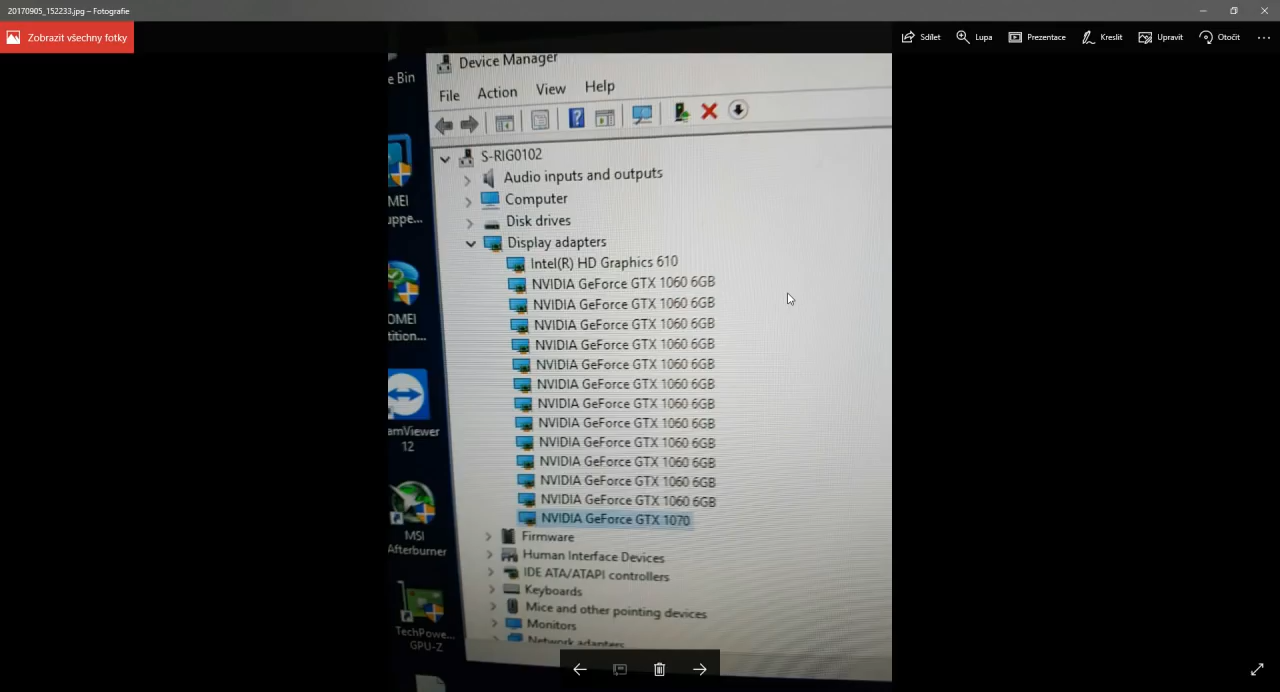 20170905_152233.jpg – Fotografie
Zobrazit všechny fotky
Sdílet
Lupa
Prezentace
Kreslit
Upravit
Otočit
e Bin
Device Manager
File Action View Help
S-RIG0102
Audio inputs and outputs
Computer
Disk drives
Display adapters
Intel(R) HD Graphics 610
NVIDIA GeForce GTX 1060 6GB
NVIDIA GeForce GTX 1060 6GB
NVIDIA GeForce GTX 1060 6GB
NVIDIA GeForce GTX 1060 6GB
NVIDIA GeForce GTX 1060 6GB
NVIDIA GeForce GTX 1060 6GB
NVIDIA GeForce GTX 1060 6GB
NVIDIA GeForce GTX 1060 6GB
NVIDIA GeForce GTX 1060 6GB
NVIDIA GeForce GTX 1060 6GB
NVIDIA GeForce GTX 1060 6GB
NVIDIA GeForce GTX 1060 6GB
NVIDIA GeForce GTX 1070
Firmware
Human Interface Devices
IDE ATA/ATAPI controllers
Keyboards
Mice and other pointing devices
Monitors
Network adapters
MEI
uppe...
OMEI
tition...
amViewer
12
MSI
Afterburner
TechPowe...
GPU-Z